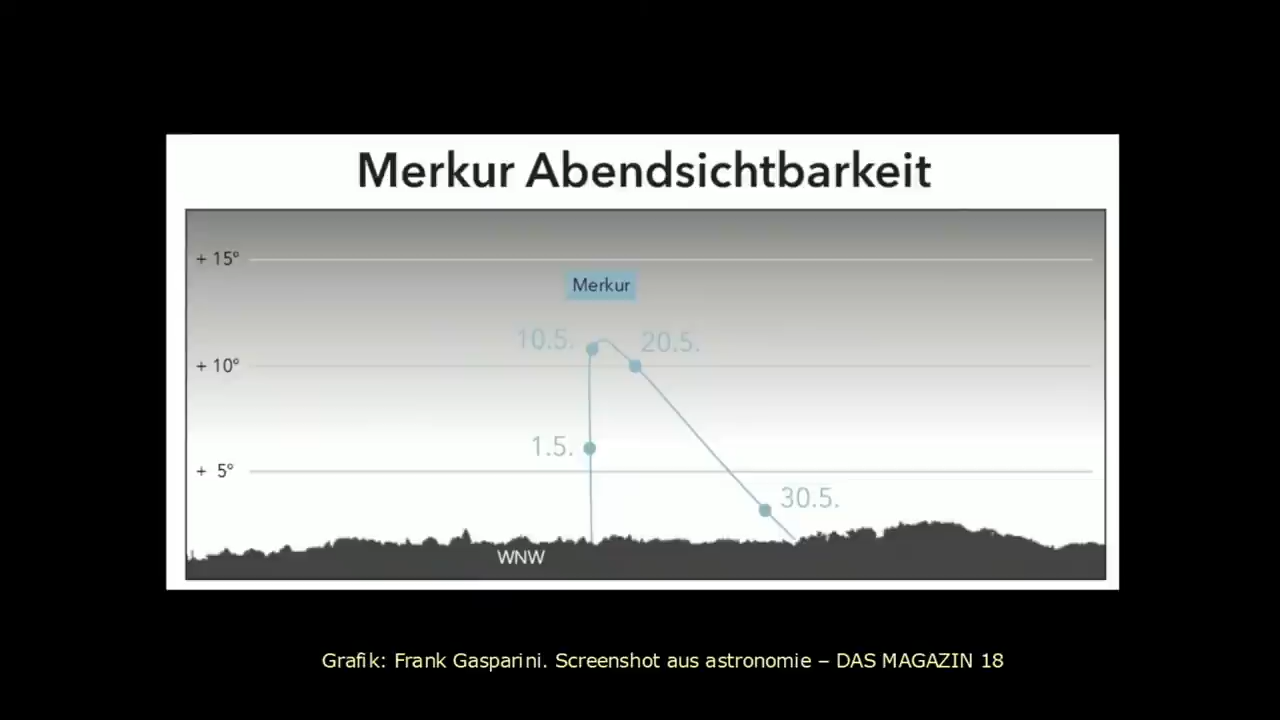 Merkur Abendsichtbarkeit
+ 15°
Merkur
10.5.
20.5.
+ 10°
1.5.
+ 5°
30.5.
WNW
Grafik: Frank Gasparini. Screenshot aus astronomie – DAS MAGAZIN 18